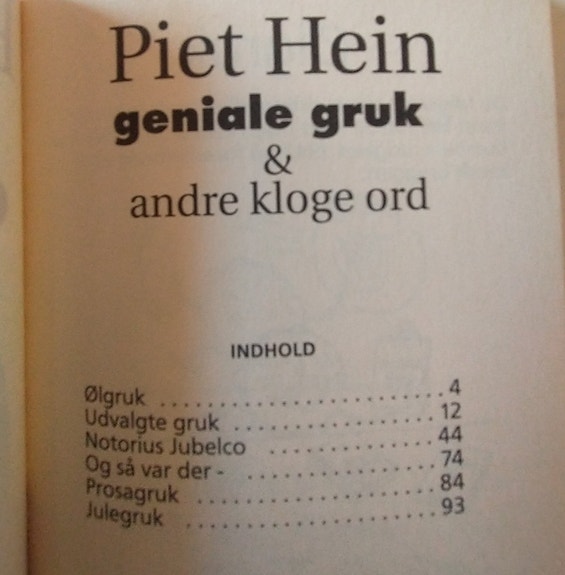 Piet Hein
geniale gruk
&
andre kloge ord
INDHOLD
Ølgruk . . . . . . . . . . . . . . . . . . . . . . . . 4
Udvalgte gruk . . . . . . . . . . . . . . . . . . 12
Notorius Jubelco . . . . . . . . . . . . . . . 44
Og så var der - . . . . . . . . . . . . . . . . . 74
Prosagruk . . . . . . . . . . . . . . . . . . . . . 84
Julegruk . . . . . . . . . . . . . . . . . . . . . . 93